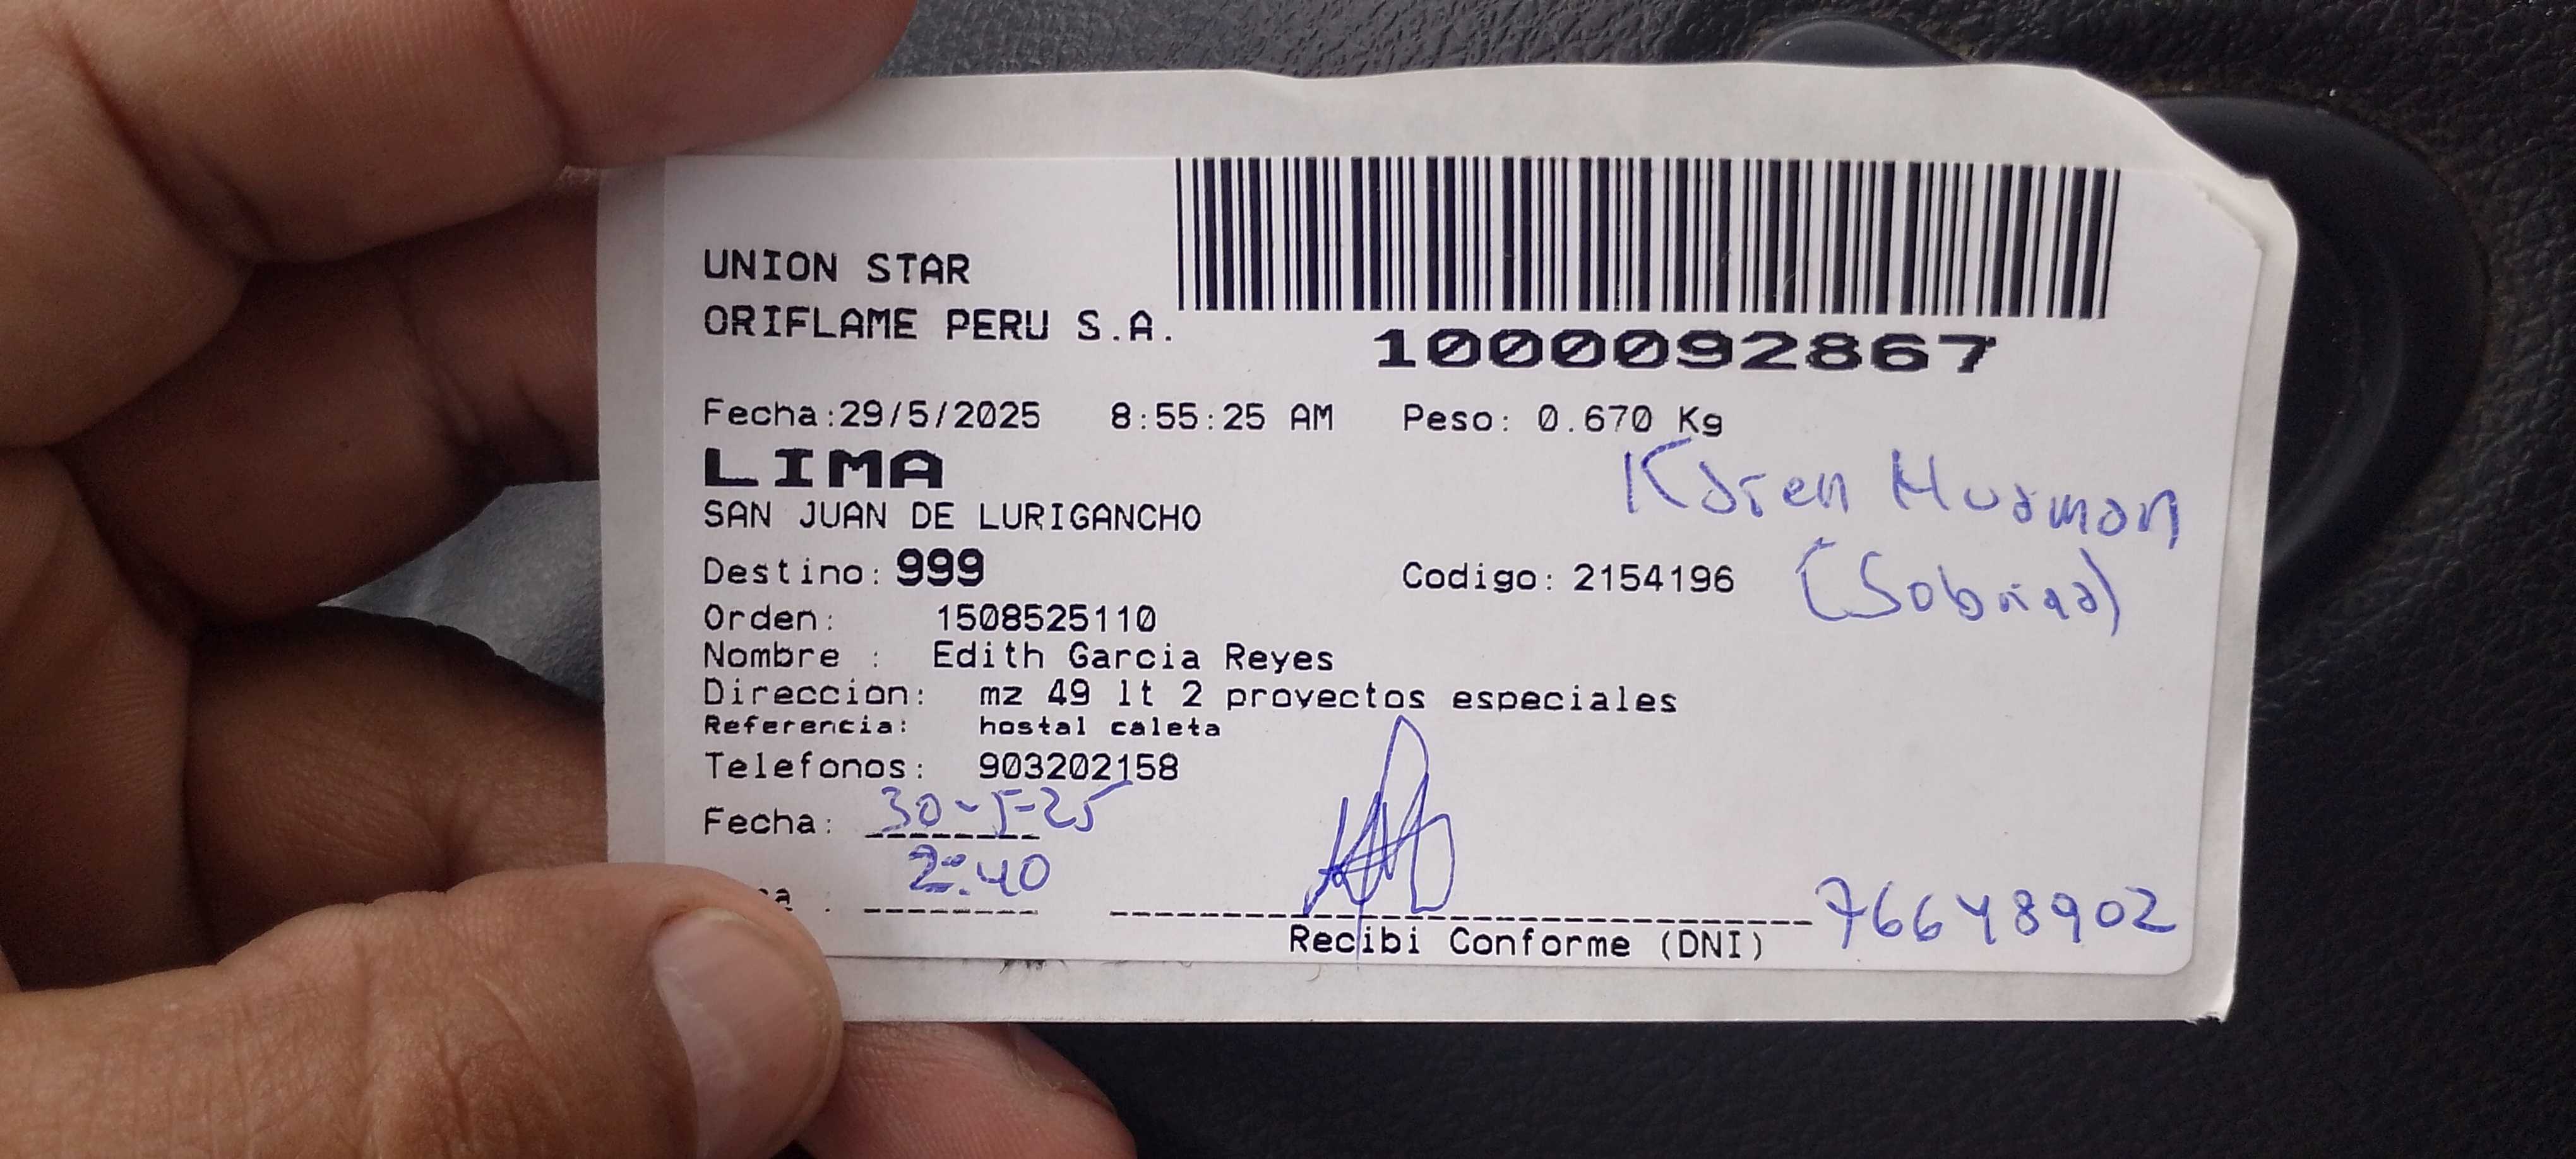 UNION STAR
ORIFLAME PERU S.A.
1000092867
Fecha:29/5/2025 8:55:25 AM Peso: 0.670 Kg
LIMA
Karen Huaman
SAN JUAN DE LURIGANCHO
Destino: 999 Codigo: 2154196
(Sobrina)
Orden: 1508525110
Nombre : Edith Garcia Reyes
Direccion: mz 49 lt 2 proyectos especiales
Referencia: hostal caleta
Telefonos: 903202158
Fecha: 30-5-25
2:40
76648902
Recibi Conforme (DNI)